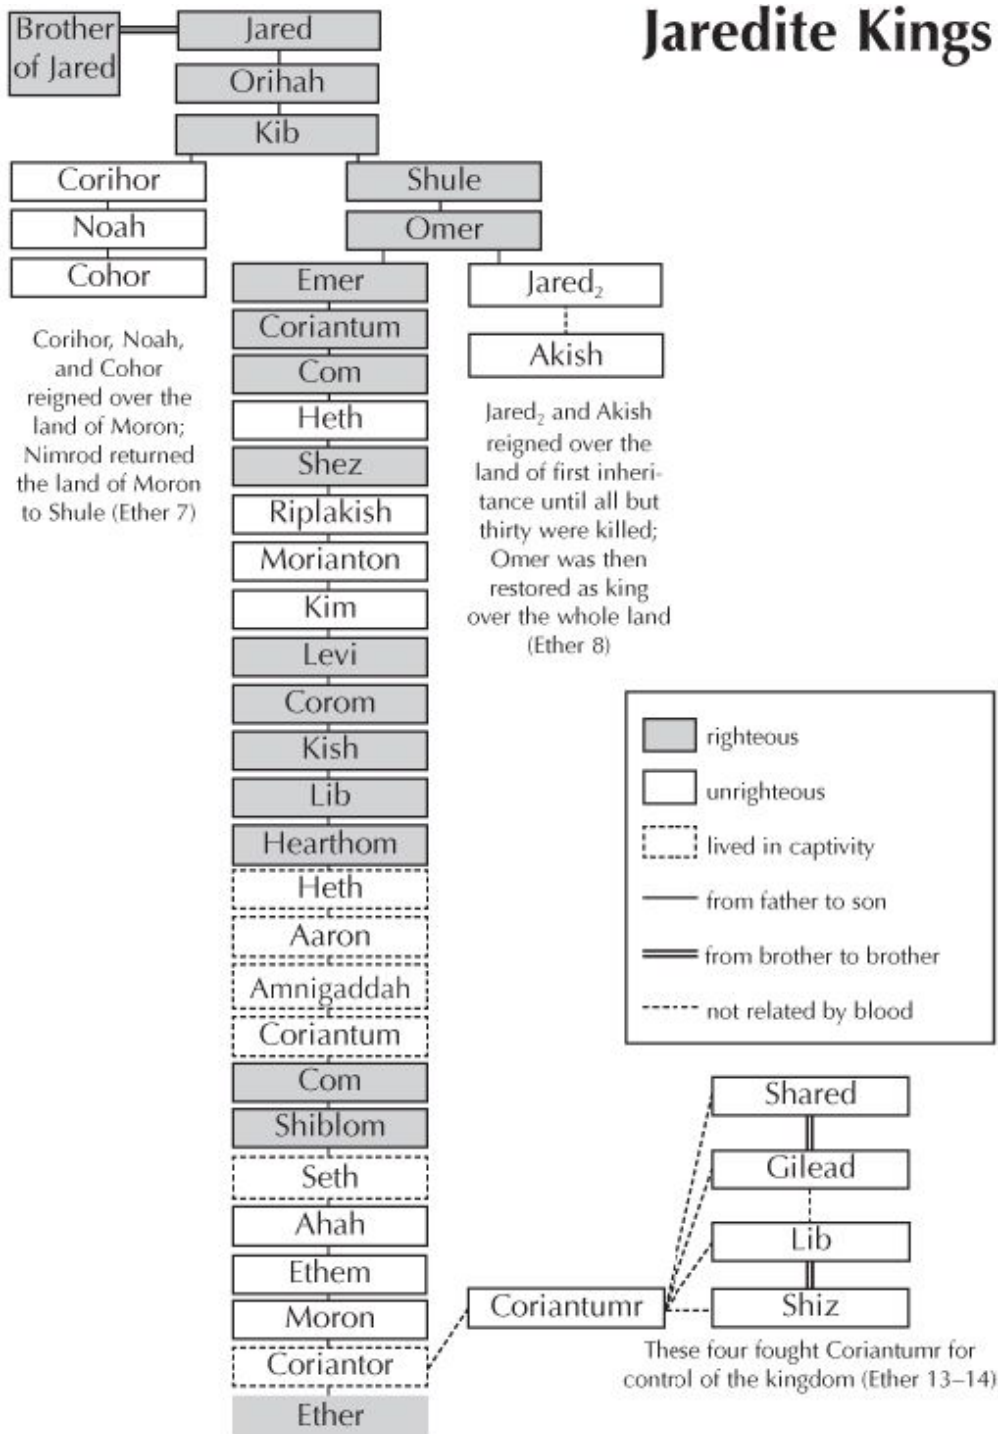 Jaredite Kings
Brother
of Jared
Jared
Orihah
Kib
Corihor
Noah
Cohor
Corihor, Noah,
and Cohor
reigned over the
land of Moron;
Nimrod returned
the land of Moron
to Shule (Ether 7)
Shule
Omer
Emer
Coriantum
Com
Heth
Shez
Riplakish
Morianton
Kim
Levi
Corom
Kish
Lib
Hearthom
Heth
Aaron
Amnigaddah
Coriantum
Com
Shiblom
Seth
Ahah
Ethem
Moron
Coriantor
Ether
Jared₂
Akish
Jared₂ and Akish
reigned over the
land of first inheri-
tance until all but
thirty were killed;
Omer was then
restored as king
over the whole land
(Ether 8)
righteous
unrighteous
lived in captivity
from father to son
from brother to brother
not related by blood
Coriantumr
Shared
Gilead
Lib
Shiz
These four fought Coriantumr for
control of the kingdom (Ether 13–14)